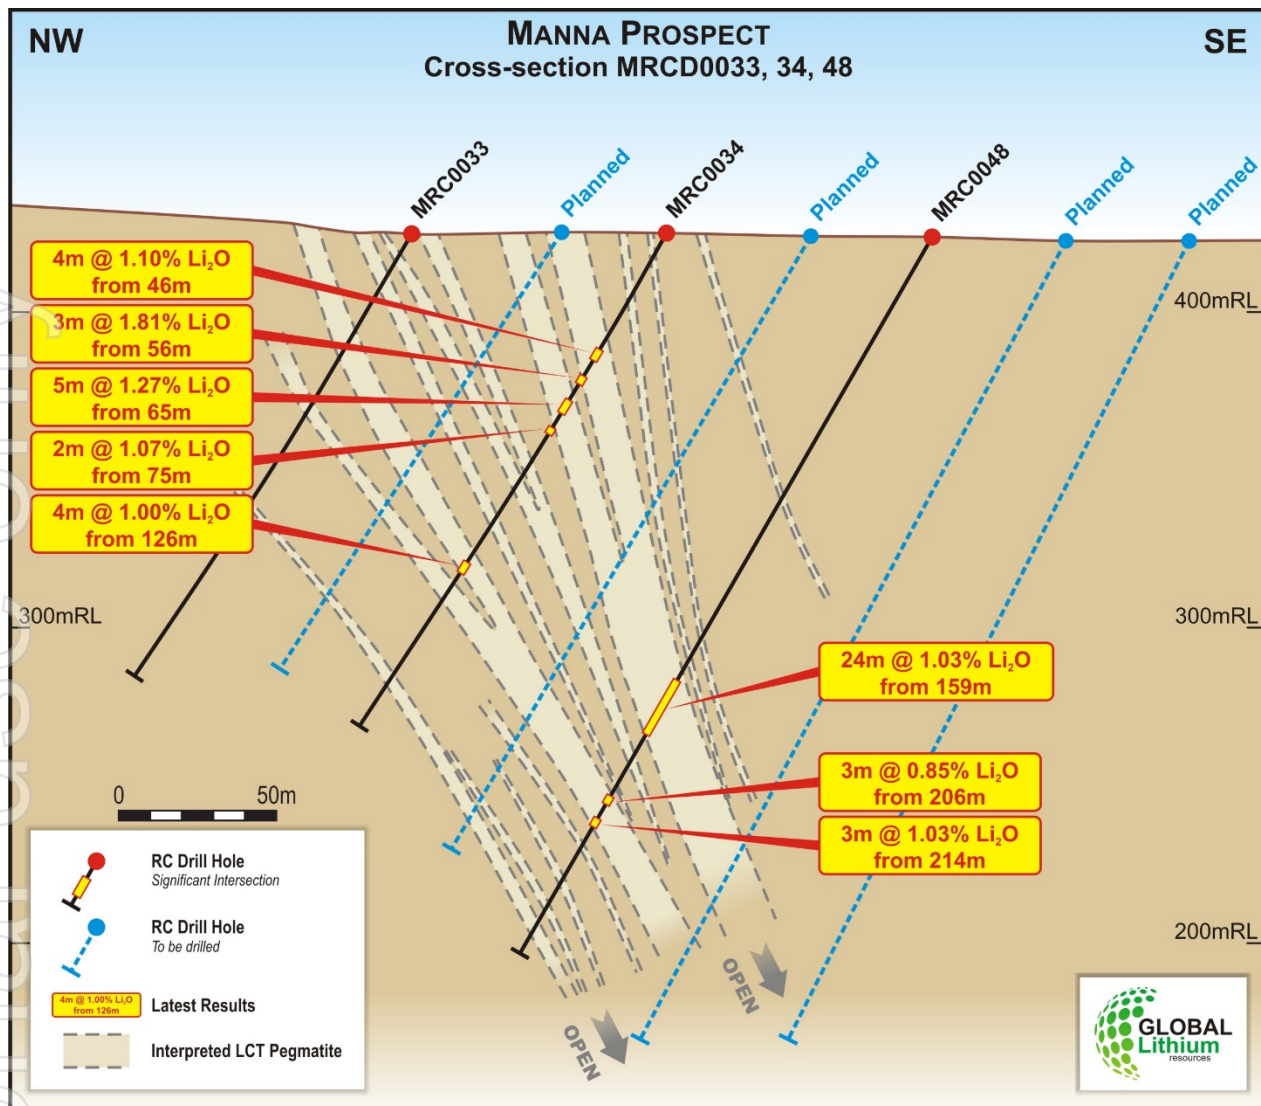 NW
MANNA PROSPECT
Cross-section MRCD0033, 34, 48
SE
MRC0033
Planned
MRC0034
Planned
MRC0048
Planned
Planned
4m @ 1.10% Li₂O
from 46m
3m @ 1.81% Li₂O
from 56m
5m @ 1.27% Li₂O
from 65m
2m @ 1.07% Li₂O
from 75m
4m @ 1.00% Li₂O
from 126m
400mRL
300mRL
300mRL
24m @ 1.03% Li₂O
from 159m
3m @ 0.85% Li₂O
from 206m
3m @ 1.03% Li₂O
from 214m
200mRL
0
50m
RC Drill Hole
Significant Intersection
RC Drill Hole
To be drilled
4m @ 1.00% Li₂O
from 126m
Latest Results
Interpreted LCT Pegmatite
OPEN
OPEN
GLOBAL
Lithium
resources